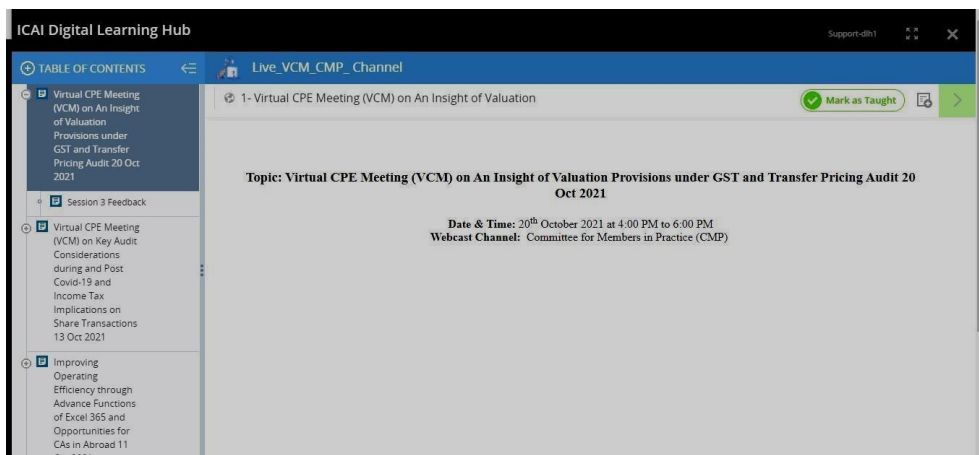 ICAI Digital Learning Hub
Support-dlh1
TABLE OF CONTENTS
Live_VCM_CMP_ Channel
Virtual CPE Meeting
(VCM) on An Insight
of Valuation
Provisions under
GST and Transfer
Pricing Audit 20 Oct
2021
Session 3 Feedback
Virtual CPE Meeting
(VCM) on Key Audit
Considerations
during and Post
Covid-19 and
Income Tax
Implications on
Share Transactions
13 Oct 2021
Improving
Operating
Efficiency through
Advance Functions
of Excel 365 and
Opportunities for
CAs in Abroad 11
1- Virtual CPE Meeting (VCM) on An Insight of Valuation
Mark as Taught
Topic: Virtual CPE Meeting (VCM) on An Insight of Valuation Provisions under GST and Transfer Pricing Audit 20
Oct 2021
Date & Time: 20th October 2021 at 4:00 PM to 6:00 PM
Webcast Channel: Committee for Members in Practice (CMP)